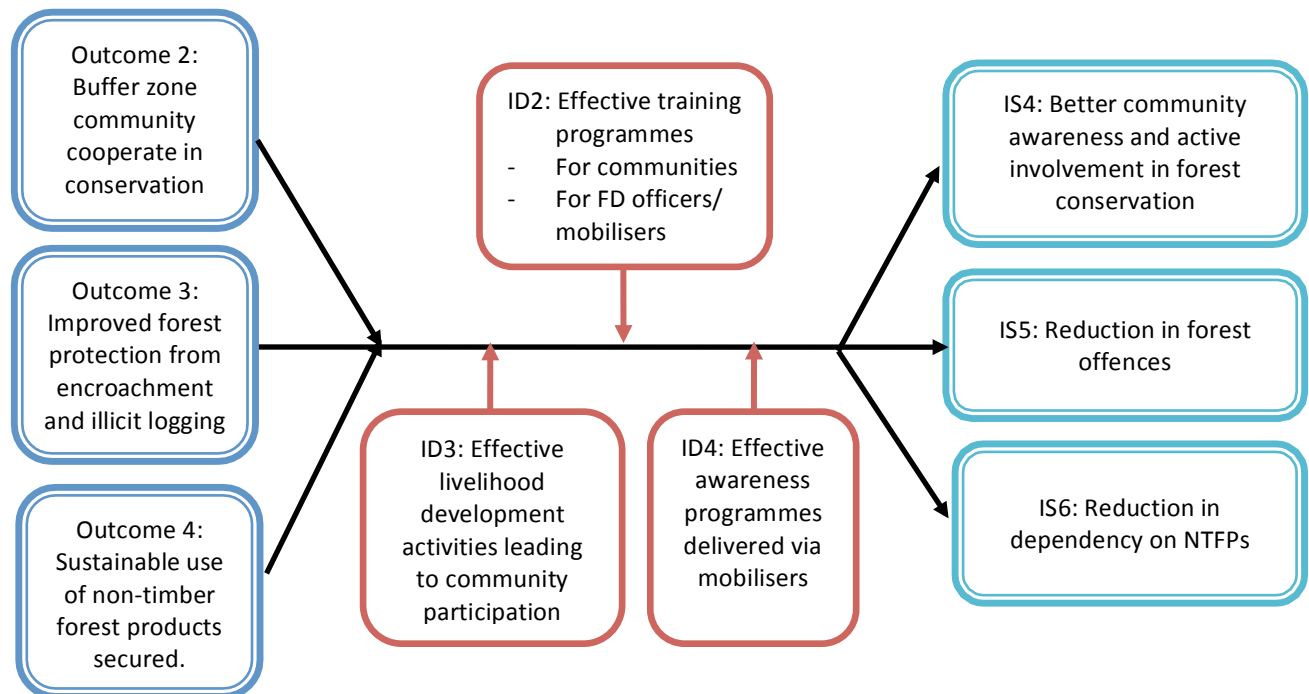 Outcome 2:
Buffer zone
community
cooperate in
conservation
Outcome 3:
Improved forest
protection from
encroachment
and illicit logging
Outcome 4:
Sustainable use
of non-timber
forest products
secured.
ID2: Effective training
programmes
- For communities
- For FD officers/
mobilisers
ID3: Effective
livelihood
development
activities leading
to community
participation
ID4: Effective
awareness
programmes
delivered via
mobilisers
IS4: Better community
awareness and active
involvement in forest
conservation
IS5: Reduction in forest
offences
IS6: Reduction in
dependency on NTFPs